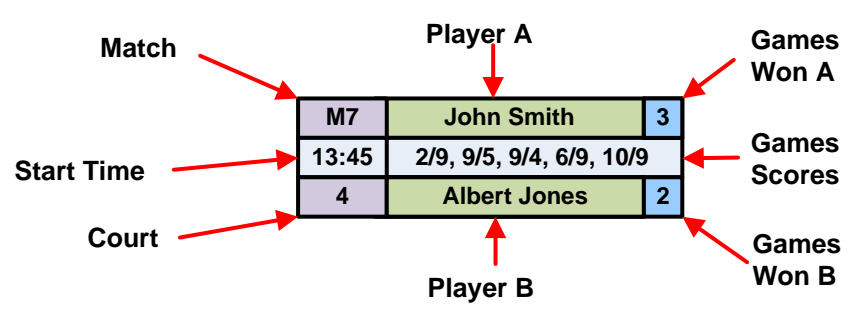 Match
Player A
Games
Won A
M7 John Smith 3
Start Time
13:45 2/9, 9/5, 9/4, 6/9, 10/9
Games
Scores
4 Albert Jones 2
Court
Player B
Games
Won B